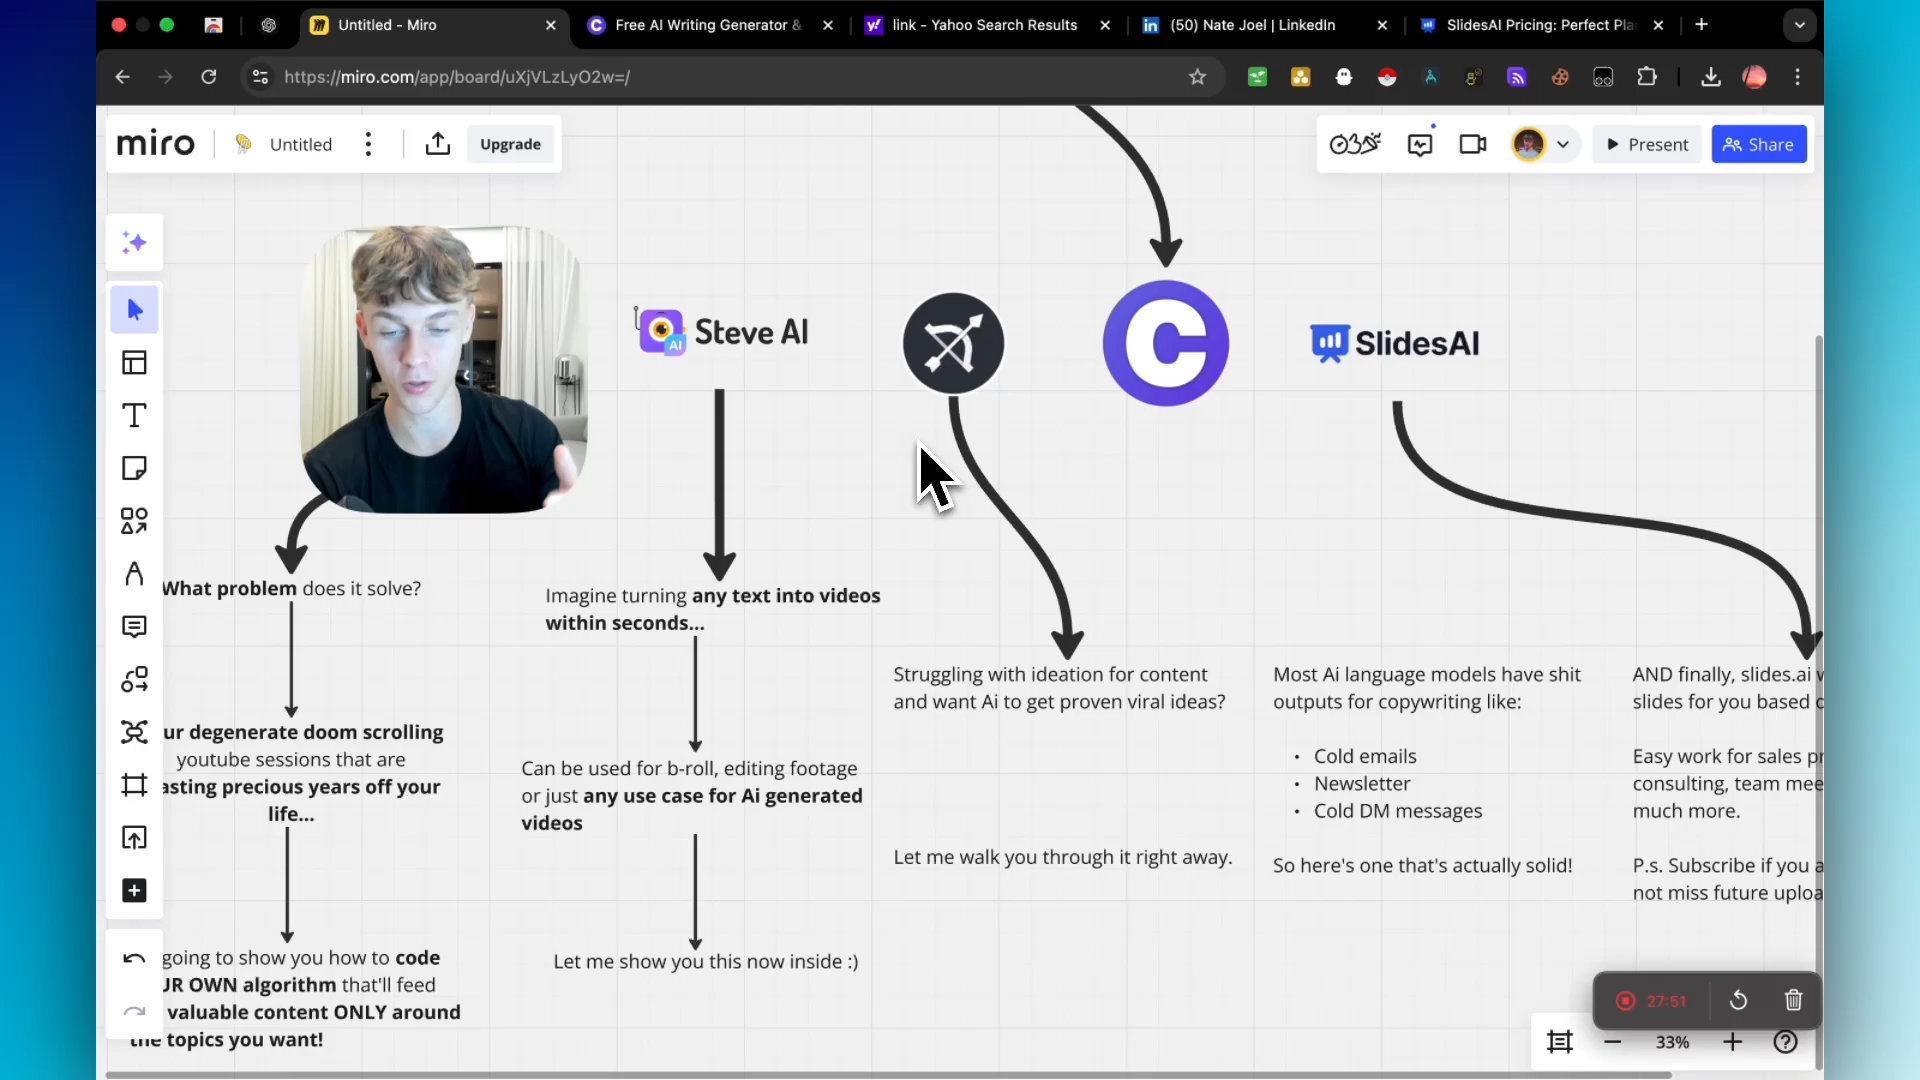 Untitled - Miro
Free AI Writing Generator &
link - Yahoo Search Results
(50) Nate Joel | LinkedIn
SlidesAI Pricing: Perfect Pla
https://miro.com/app/board/uXjVLzLyO2w=/
miro
Untitled
Upgrade
Present
Share
Steve AI
C
SlidesAI
What problem does it solve?
ur degenerate doom scrolling
youtube sessions that are
asting precious years off your
life...
going to show you how to code
UR OWN algorithm that'll feed
valuable content ONLY around
the topics you want!
Imagine turning any text into videos
within seconds...
Can be used for b-roll, editing footage
or just any use case for Ai generated
videos
Let me show you this now inside :)
Struggling with ideation for content
and want Ai to get proven viral ideas?
Let me walk you through it right away.
Most Ai language models have shit
outputs for copywriting like:
• Cold emails
• Newsletter
• Cold DM messages
So here's one that's actually solid!
AND finally, slides.ai w
slides for you based o
Easy work for sales pr
consulting, team mee
much more.
P.s. Subscribe if you a
not miss future uploa
27:51
33%